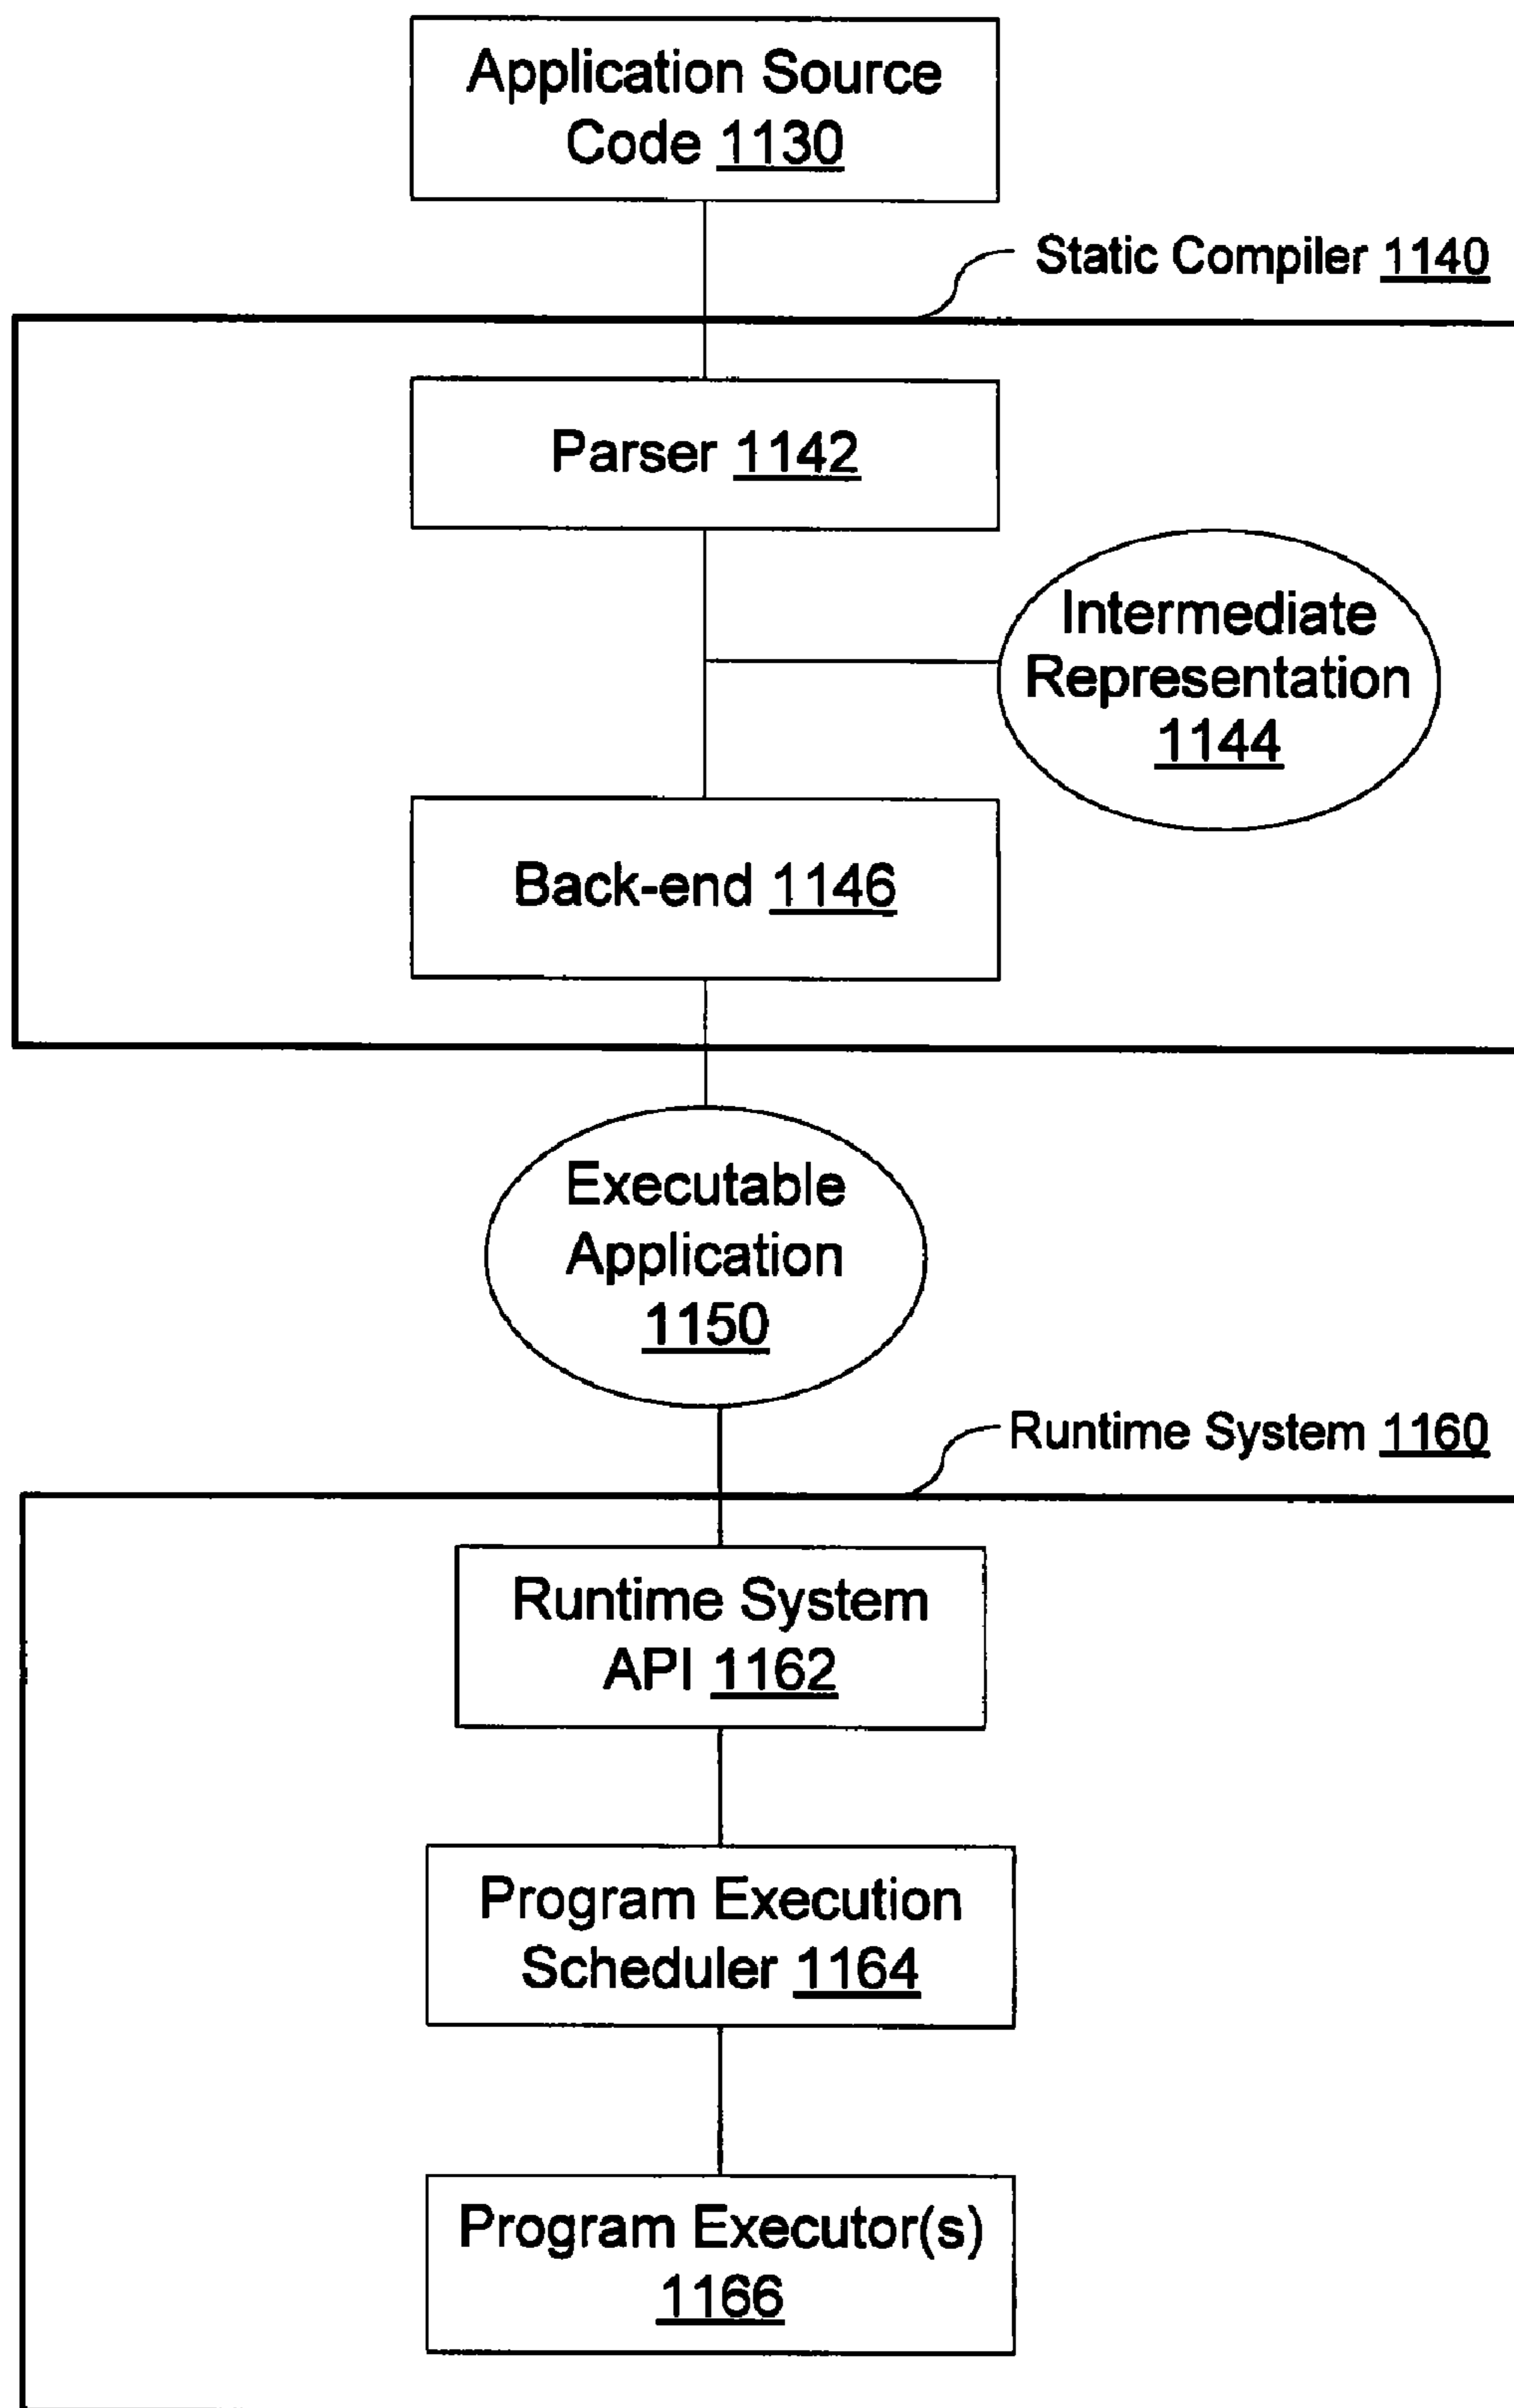 Application Source
Code 1130
Static Compiler 1140
Parser 1142
Intermediate
Representation
1144
Back-end 1146
Executable
Application
1150
Runtime System 1160
Runtime System
API 1162
Program Execution
Scheduler 1164
Program Executor(s)
1166